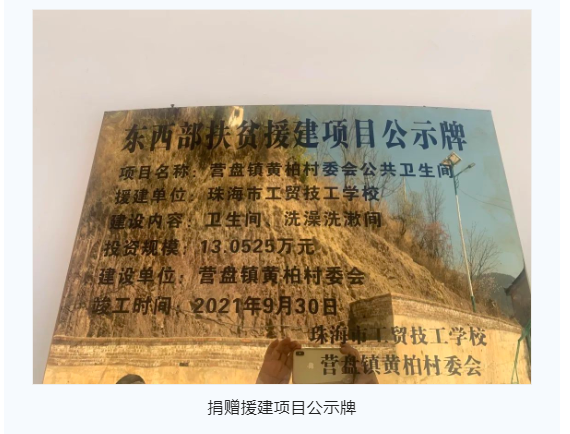 东西部扶贫援建项目公示牌
项目名称：营盘镇黄柏村委会公共卫生间
援建单位：珠海市工贸技工学校
建设内容：卫生间、洗澡洗漱间
投资规模：13.0525万元
建设单位：营盘镇黄柏村委会
竣工时间：2021年9月30日
珠海市工贸技工学校
营盘镇黄柏村委会
捐赠援建项目公示牌